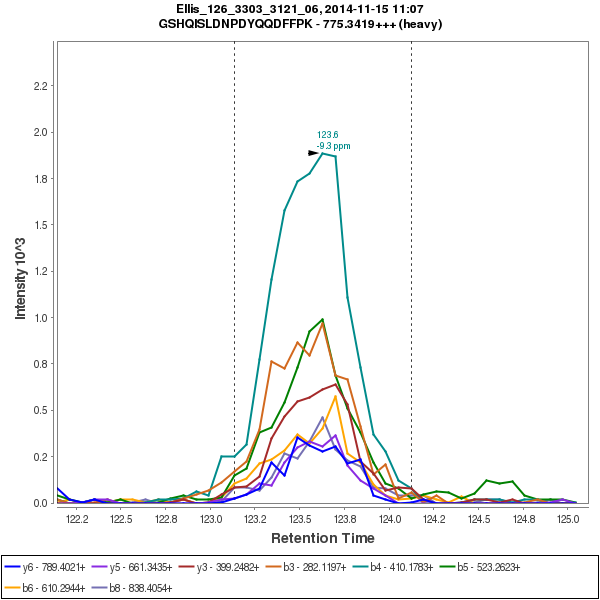 Ellis_126_3303_3121_06, 2014-11-15 11:07
GSHQISLDNPDYQQDFFPK - 775.3419+++ (heavy)
Intensity 10^3
2.2
2.0
1.8
1.5
1.2
1.0
0.8
0.5
0.2
0.0
123.6
-9.3 ppm
122.2 122.5 122.8 123.0 123.2 123.5 123.8 124.0 124.2 124.5 124.8 125.0
Retention Time
y6 - 789.4021+ y5 - 661.3435+ y3 - 399.2482+ b3 - 282.1197+ b4 - 410.1783+ b5 - 523.2623+
b6 - 610.2944+ b8 - 838.4054+